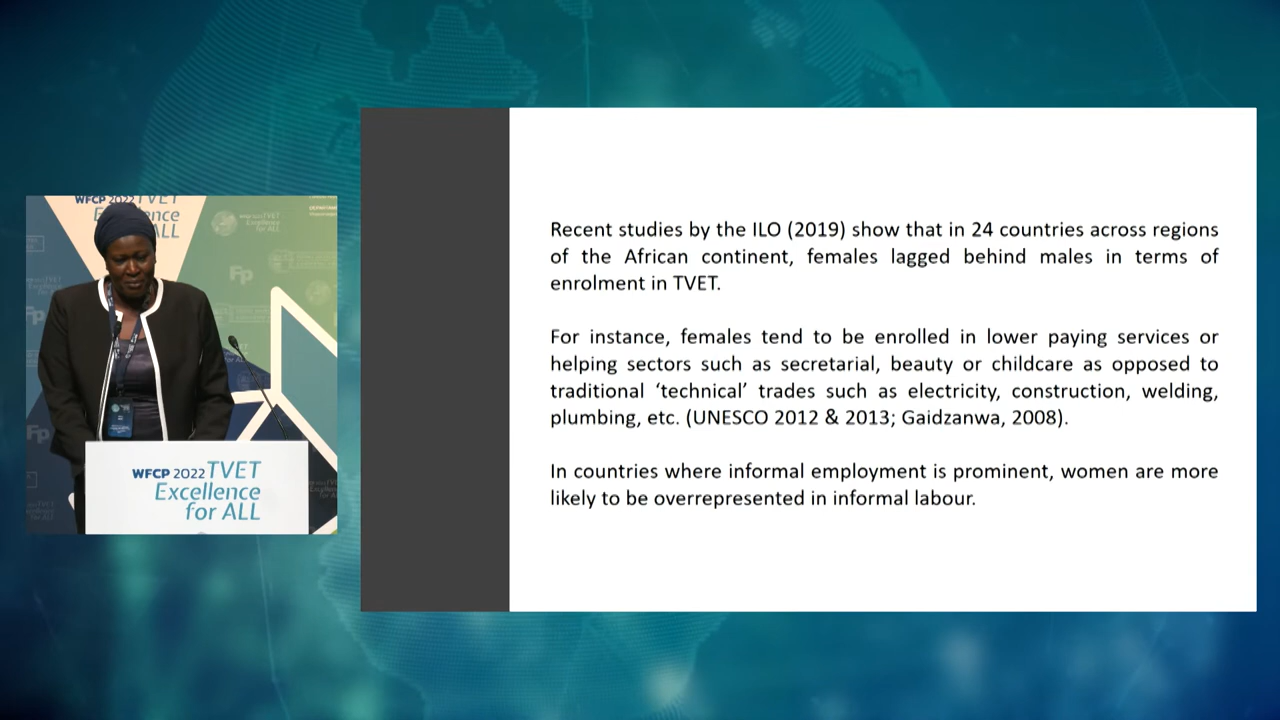 WFCP 2022 TVET
Excellence
for ALL
Fp
WFCP 2022 TVET
Excellence
for ALL
Recent studies by the ILO (2019) show that in 24 countries across regions
of the African continent, females lagged behind males in terms of
enrolment in TVET.
For instance, females tend to be enrolled in lower paying services or
helping sectors such as secretarial, beauty or childcare as opposed to
traditional ‘technical’ trades such as electricity, construction, welding,
plumbing, etc. (UNESCO 2012 & 2013; Gaidzanwa, 2008).
In countries where informal employment is prominent, women are more
likely to be overrepresented in informal labour.